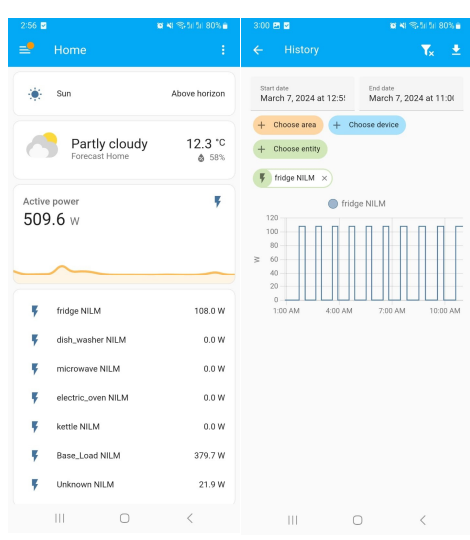 2:56
80%
Home
Sun Above horizon
Partly cloudy 12.3 °C
Forecast Home 58%
Active power
509.6 W
fridge NILM 108.0 W
dish_washer NILM 0.0 W
microwave NILM 0.0 W
electric_oven NILM 0.0 W
kettle NILM 0.0 W
Base_Load NILM 379.7 W
Unknown NILM 21.9 W
3:00
80%
History
Start date
March 7, 2024 at 12:5
End date
March 7, 2024 at 11:0
+ Choose area
+ Choose device
+ Choose entity
fridge NILM ×
fridge NILM
120
100
80
60
40
20
0
W
1:00 AM 4:00 AM 7:00 AM 10:00 AM